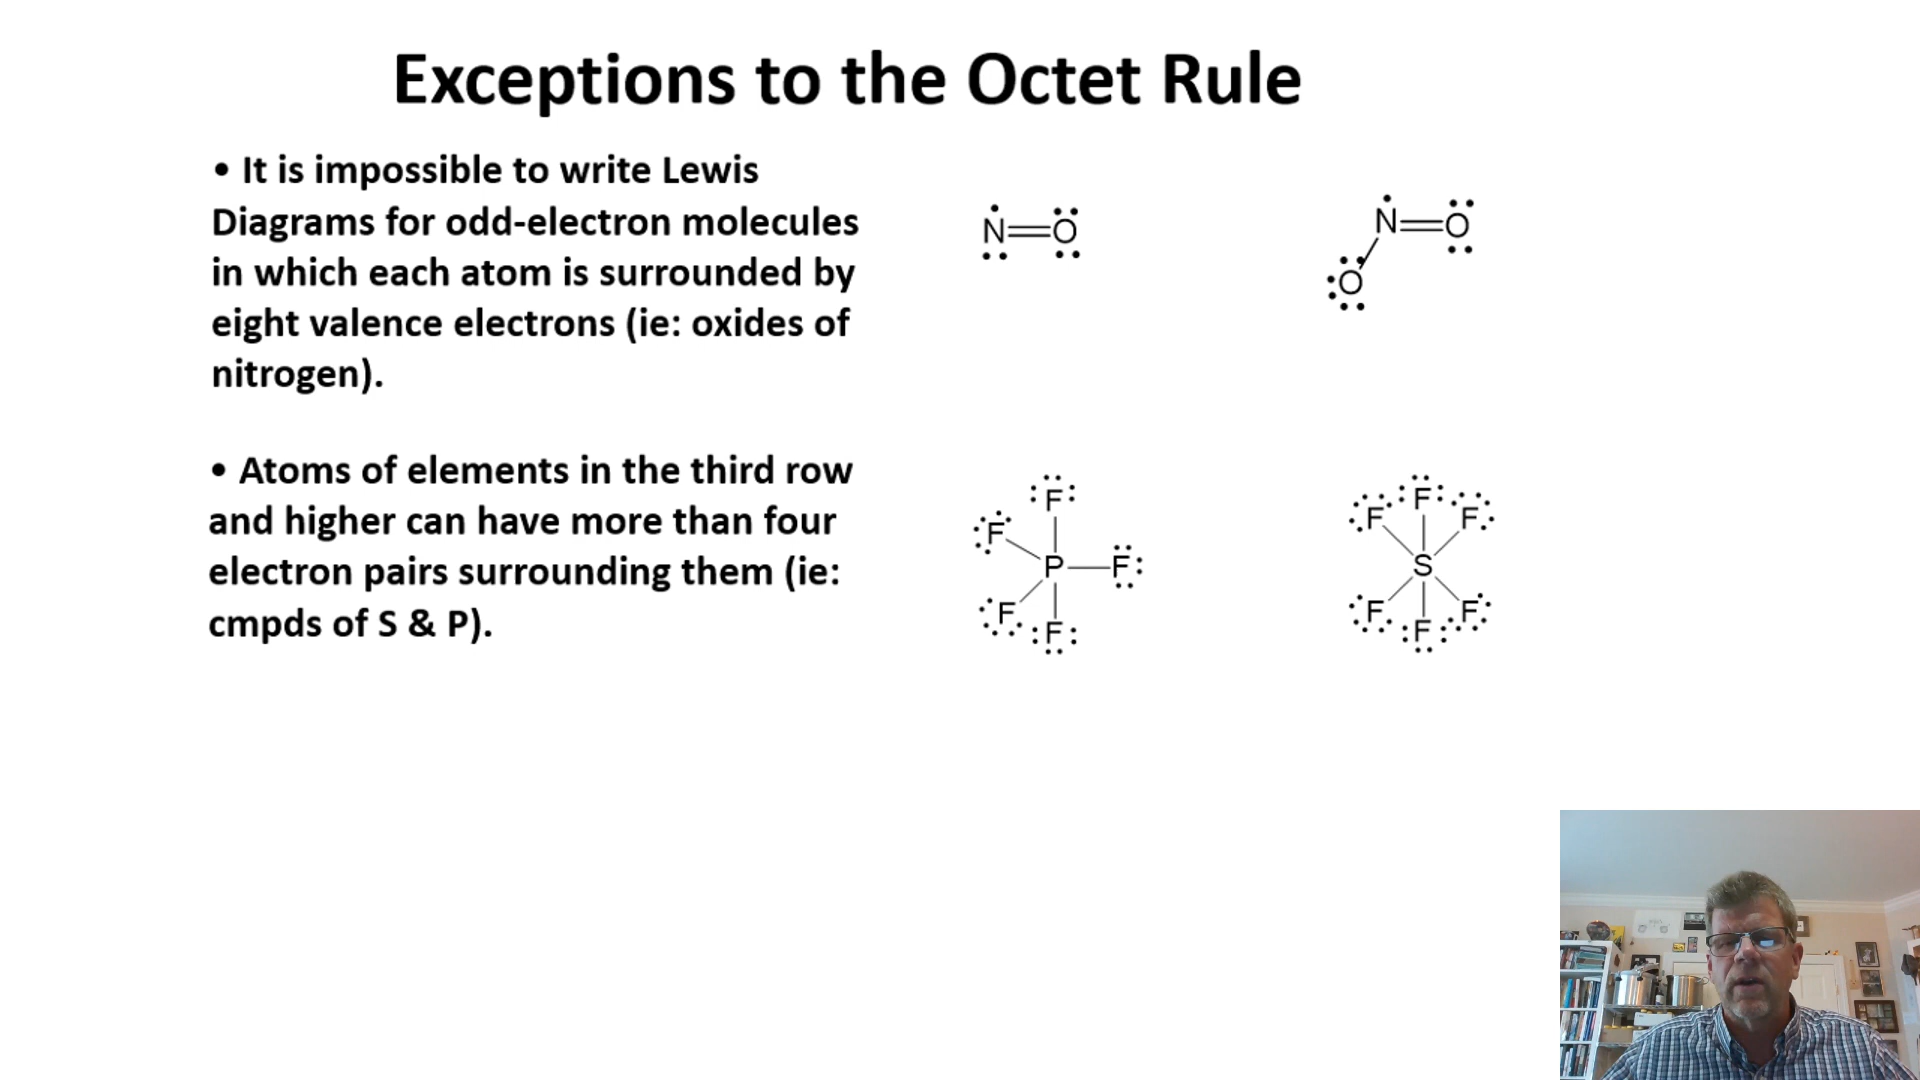 Exceptions to the Octet Rule
• It is impossible to write Lewis
Diagrams for odd-electron molecules
in which each atom is surrounded by
eight valence electrons (ie: oxides of
nitrogen).
N=O
N=O
O
• Atoms of elements in the third row
and higher can have more than four
electron pairs surrounding them (ie:
cmpds of S & P).
F
F
P—F
F
F
F
F
F
S
F
F
F